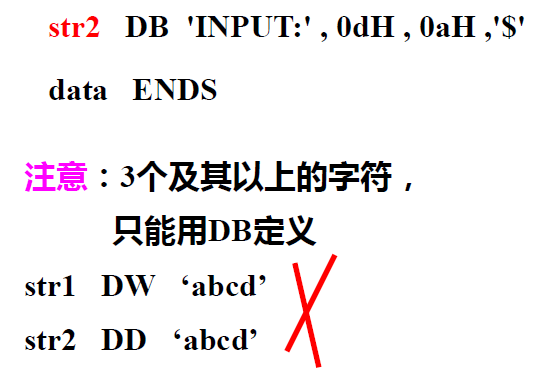 str2 DB 'INPUT:' , 0dH , 0aH ,'$'
data ENDS
注意：3个及其以上的字符，
只能用DB定义
str1 DW ‘abcd’
str2 DD ‘abcd’